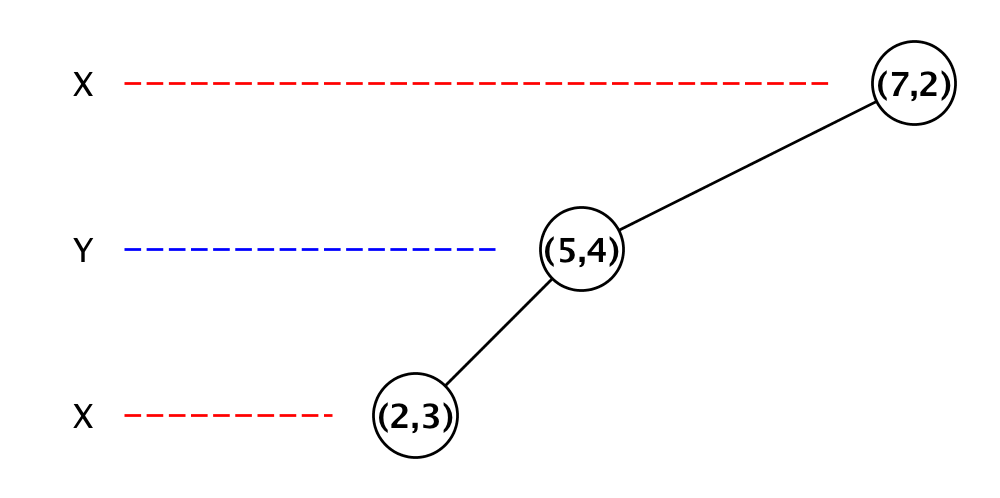 X (7,2)
Y (5,4)
X (2,3)